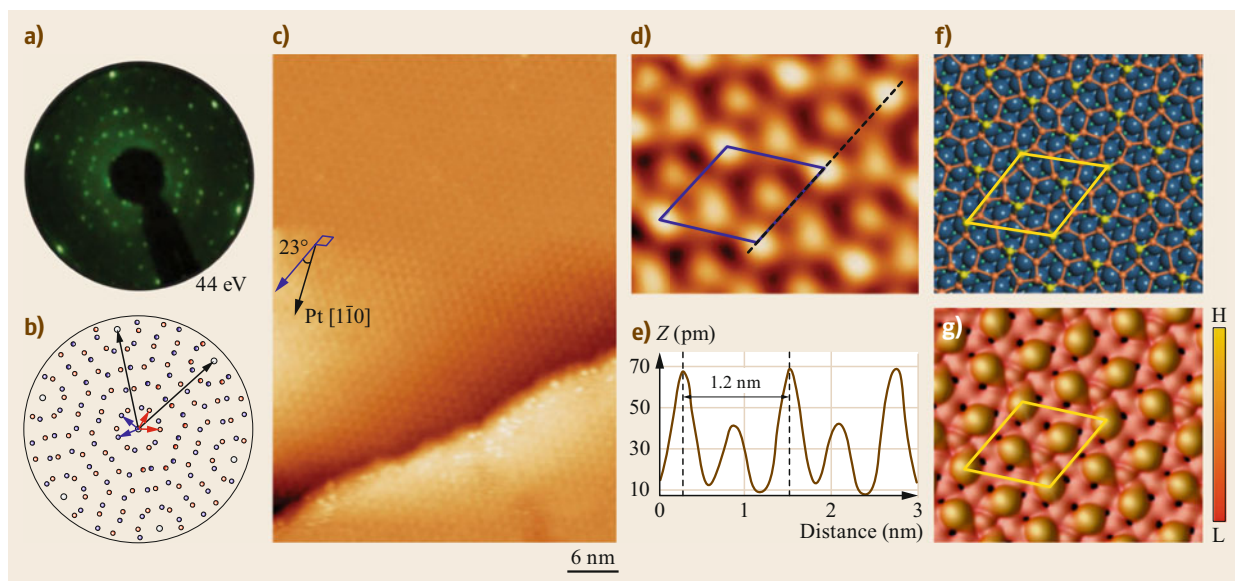 a)
44 eV
b)
c)
23°
Pt [11̄0]
6 nm
d)
e) Z (pm)
70
50
30
10
1.2 nm
0 1 2 3
Distance (nm)
f)
g)
H
L